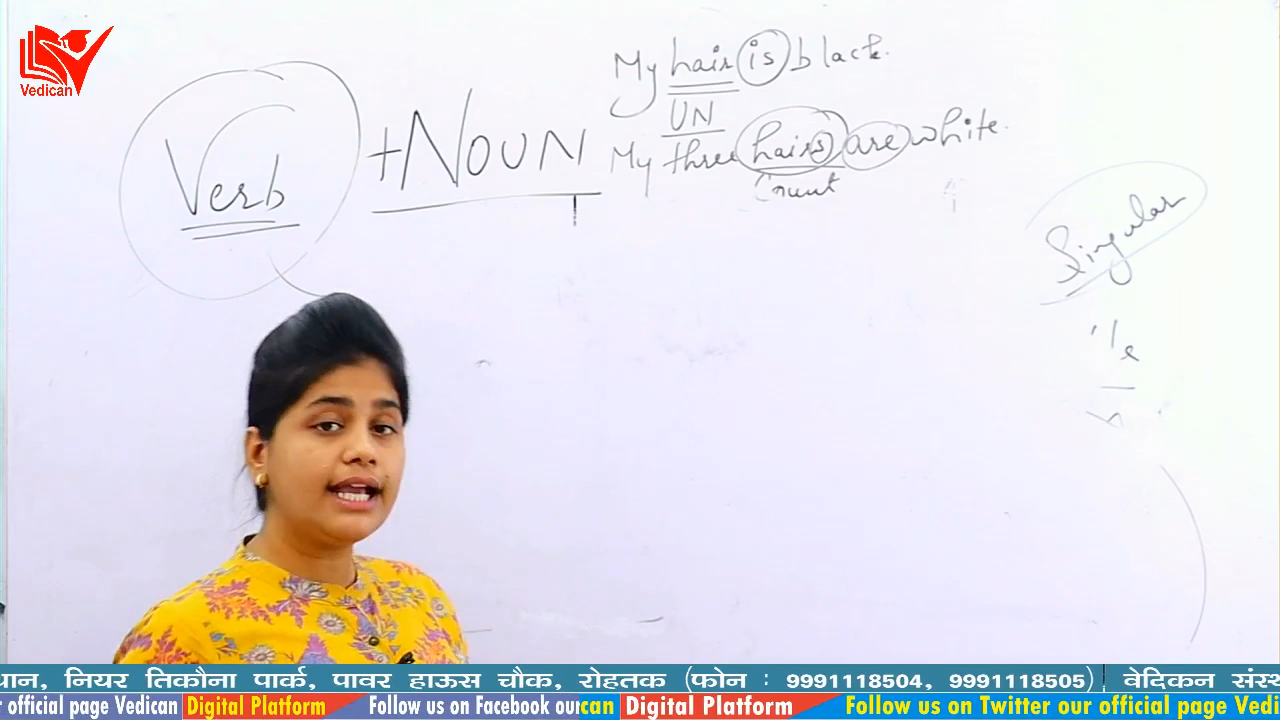 Vedican
My hair is black.
UN
Verb + NOUN
My three hairs are white.
Count
Singular
थान, नियर तिकौना पार्क, पावर हाऊस चौक, रोहतक (फोन : 9991118504, 9991118505) वेदिकन संस्
r official page Vedican Digital Platform Follow us on Facebook our can Digital Platform Follow us on Twitter our official page Vedi